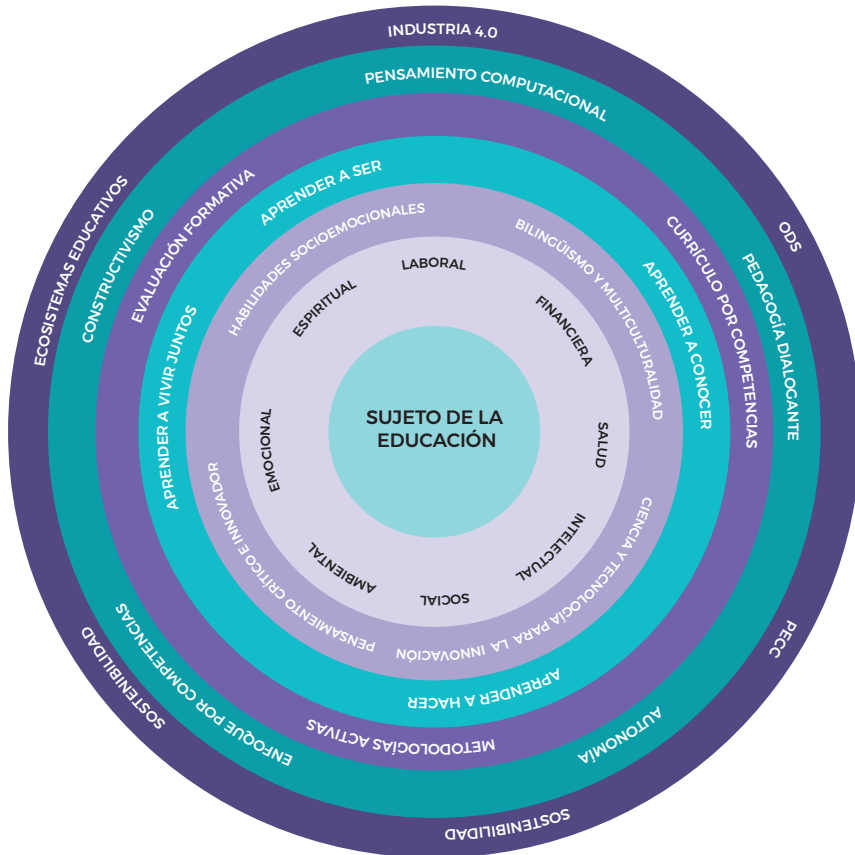 INDUSTRIA 4.0
ODS
PECC
SOSTENIBILIDAD
SOSTENIBILIDAD
ECOSISTEMAS EDUCATIVOS
PENSAMIENTO COMPUTACIONAL
PEDAGOGÍA DIALOGANTE
AUTONOMÍA
ENFOQUE POR COMPETENCIAS
CONSTRUCTIVISMO
CURRÍCULO POR COMPETENCIAS
METODOLOGÍAS ACTIVAS
EVALUACIÓN FORMATIVA
APRENDER A SER
APRENDER A CONOCER
APRENDER A HACER
APRENDER A VIVIR JUNTOS
HABILIDADES SOCIOEMOCIONALES
BILINGÜISMO Y MULTICULTURALIDAD
CIENCIA Y TECNOLOGÍA PARA LA INNOVACIÓN
PENSAMIENTO CRÍTICO E INNOVADOR
LABORAL
FINANCIERA
SALUD
INTELECTUAL
SOCIAL
AMBIENTAL
EMOCIONAL
ESPIRITUAL
SUJETO DE LA
EDUCACIÓN